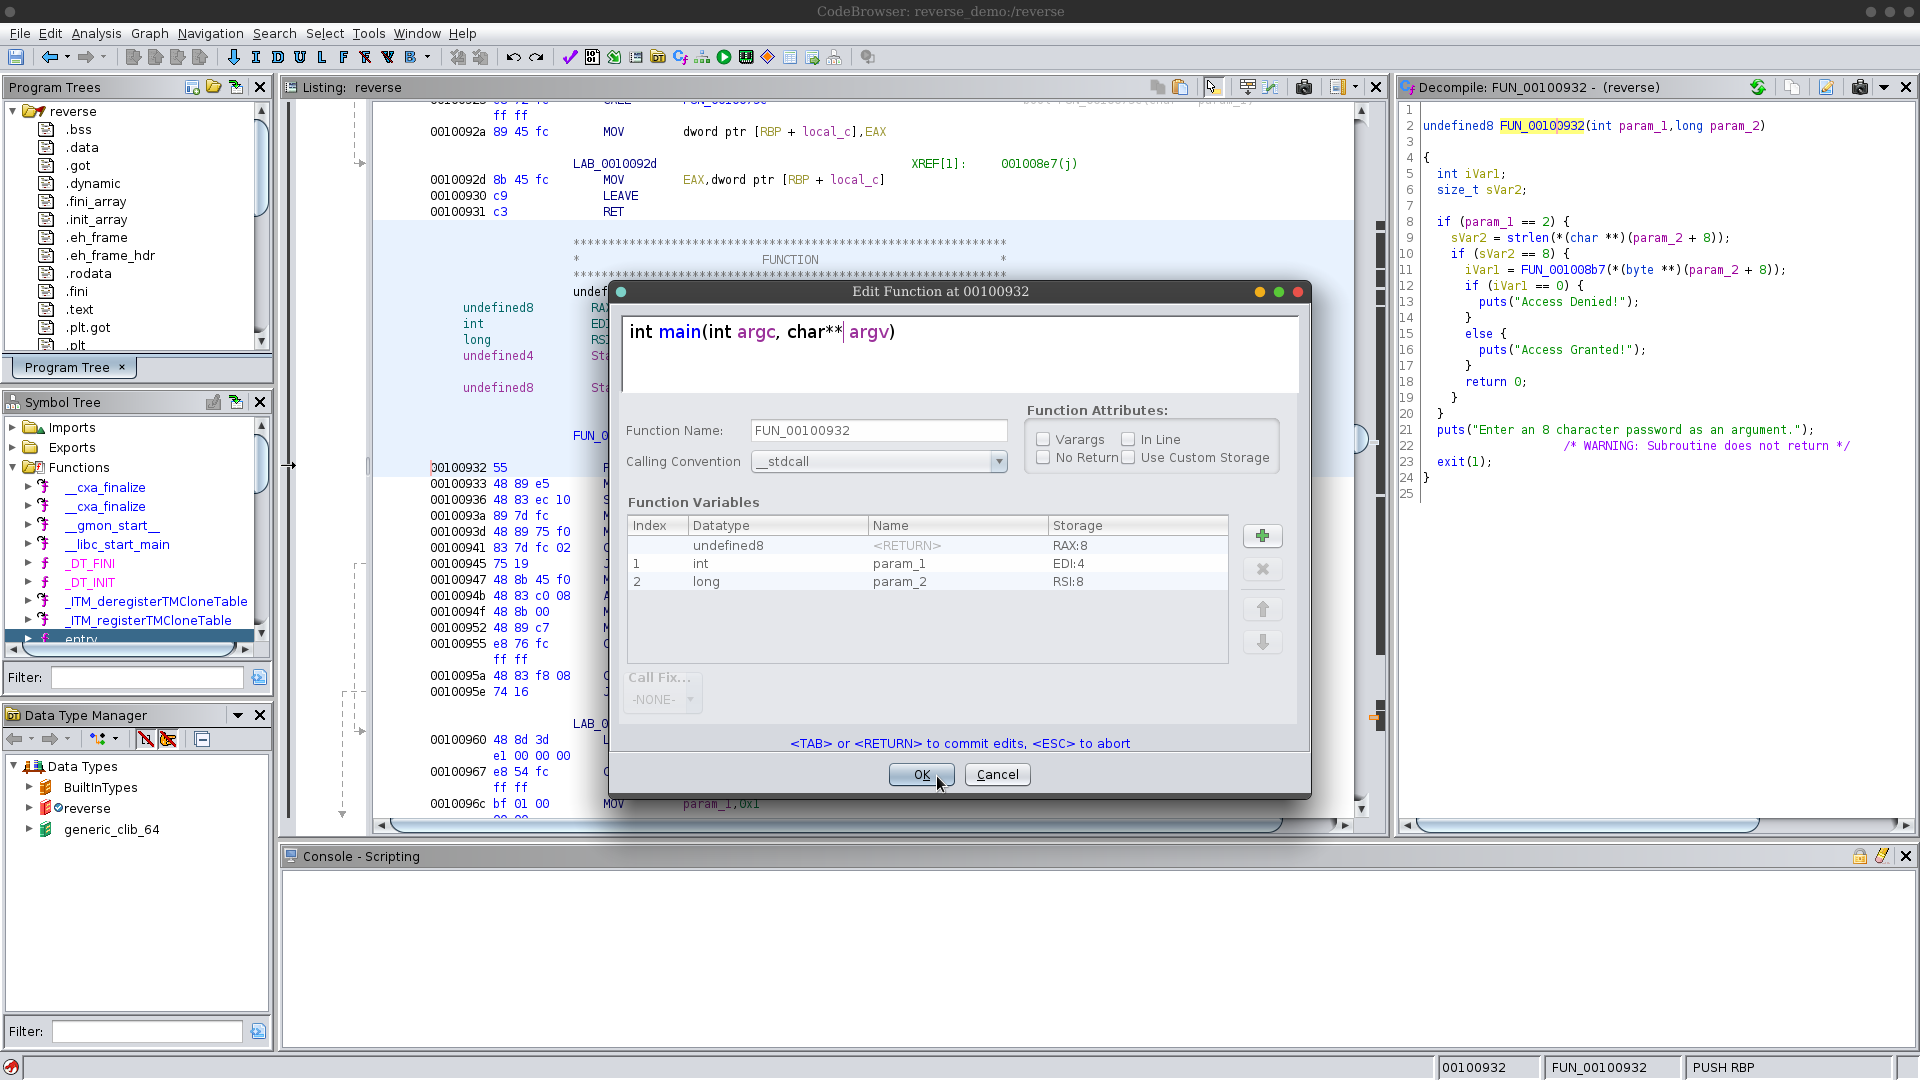 CodeBrowser: reverse_demo:/reverse
File Edit Analysis Graph Navigation Search Select Tools Window Help
I D U L F R V B
Program Trees
reverse
.bss
.data
.got
.dynamic
.fini_array
.init_array
.eh_frame
.eh_frame_hdr
.rodata
.fini
.text
.plt.got
.plt
Program Tree ×
Symbol Tree
Imports
Exports
Functions
__cxa_finalize
__cxa_finalize
__gmon_start__
__libc_start_main
_DT_FINI
_DT_INIT
_ITM_deregisterTMCloneTable
_ITM_registerTMCloneTable
entry
Filter:
Data Type Manager
Data Types
BuiltInTypes
reverse
generic_clib_64
Filter:
Listing: reverse
ff ff
0010092a 89 45 fc MOV dword ptr [RBP + local_c],EAX
LAB_0010092d XREF[1]: 001008e7(j)
0010092d 8b 45 fc MOV EAX,dword ptr [RBP + local_c]
00100930 c9 LEAVE
00100931 c3 RET
**************************************************************
* FUNCTION *
**************************************************************
undef
undefined8 RA
int ED
long RS
undefined4 Sta
undefined8 Sta
FUN_0
00100932 55
00100933 48 89 e5
00100936 48 83 ec 10
0010093a 89 7d fc
0010093d 48 89 75 f0
00100941 83 7d fc 02
00100945 75 19
00100947 48 8b 45 f0
0010094b 48 83 c0 08
0010094f 48 8b 00
00100952 48 89 c7
00100955 e8 76 fc
ff ff
0010095a 48 83 f8 08
0010095e 74 16
LAB_0
00100960 48 8d 3d
e1 00 00 00
00100967 e8 54 fc
ff ff
0010096c bf 01 00 MOV param_1,0x1
Edit Function at 00100932
int main(int argc, char** argv)
Function Name: FUN_00100932
Calling Convention __stdcall
Function Attributes:
Varargs In Line
No Return Use Custom Storage
Function Variables
Index Datatype Name Storage
undefined8 <RETURN> RAX:8
1 int param_1 EDI:4
2 long param_2 RSI:8
Call Fix...
-NONE-
<TAB> or <RETURN> to commit edits, <ESC> to abort
OK Cancel
Decompile: FUN_00100932 - (reverse)
1
2 undefined8 FUN_00100932(int param_1,long param_2)
3
4 {
5 int iVar1;
6 size_t sVar2;
7
8 if (param_1 == 2) {
9 sVar2 = strlen(*(char **)(param_2 + 8));
10 if (sVar2 == 8) {
11 iVar1 = FUN_001008b7(*(byte **)(param_2 + 8));
12 if (iVar1 == 0) {
13 puts("Access Denied!");
14 }
15 else {
16 puts("Access Granted!");
17 }
18 return 0;
19 }
20 }
21 puts("Enter an 8 character password as an argument.");
22 /* WARNING: Subroutine does not return */
23 exit(1);
24 }
25
Console - Scripting
00100932 FUN_00100932 PUSH RBP